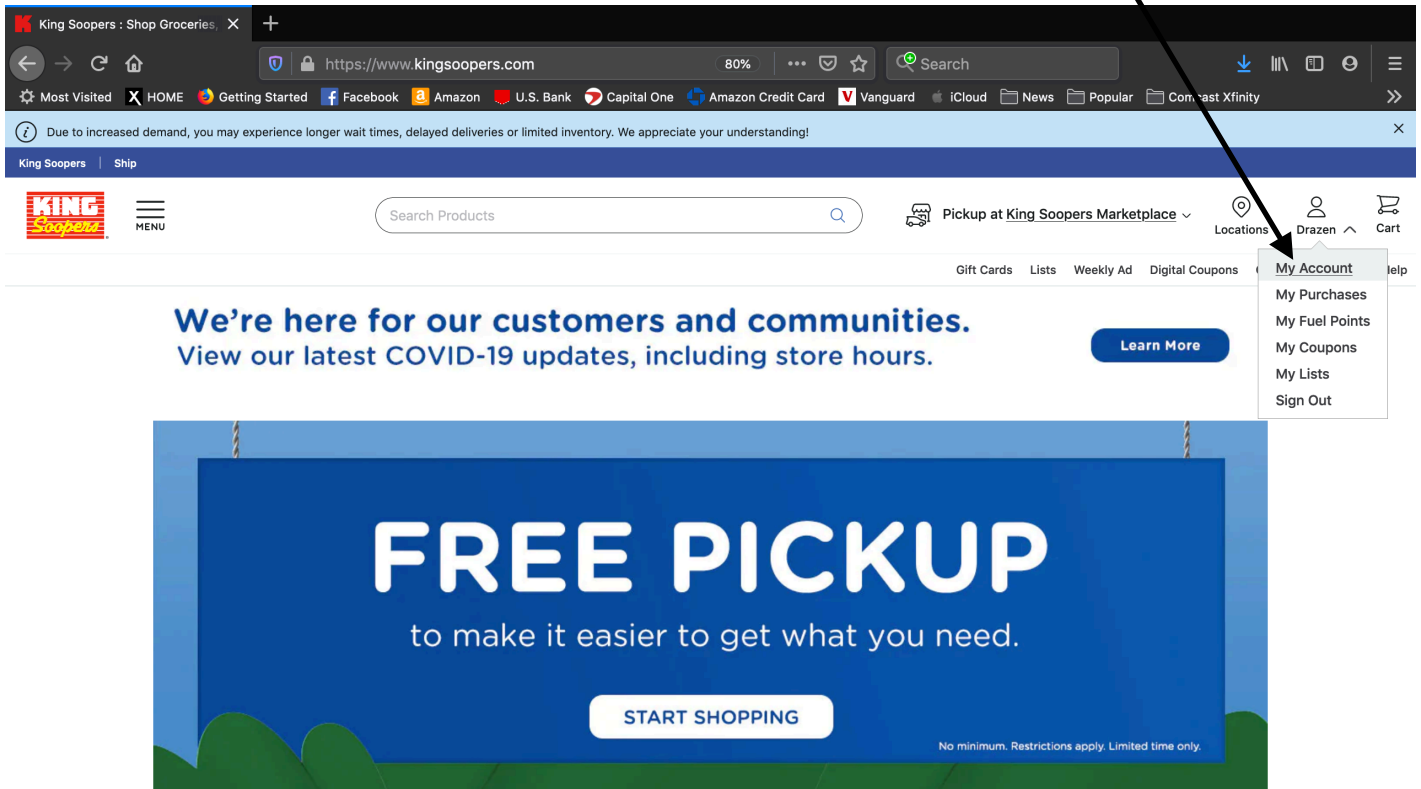 King Soopers : Shop Groceries,
https://www.kingsoopers.com 80% Search
Most Visited HOME Getting Started Facebook Amazon U.S. Bank Capital One Amazon Credit Card Vanguard iCloud News Popular Comcast Xfinity
Due to increased demand, you may experience longer wait times, delayed deliveries or limited inventory. We appreciate your understanding!
King Soopers | Ship
KING Soopers MENU Search Products Pickup at King Soopers Marketplace Locations Drazen Cart
Gift Cards Lists Weekly Ad Digital Coupons
My Account
My Purchases
My Fuel Points
My Coupons
My Lists
Sign Out
We're here for our customers and communities.
View our latest COVID-19 updates, including store hours.
Learn More
FREE PICKUP
to make it easier to get what you need.
START SHOPPING
No minimum. Restrictions apply. Limited time only.